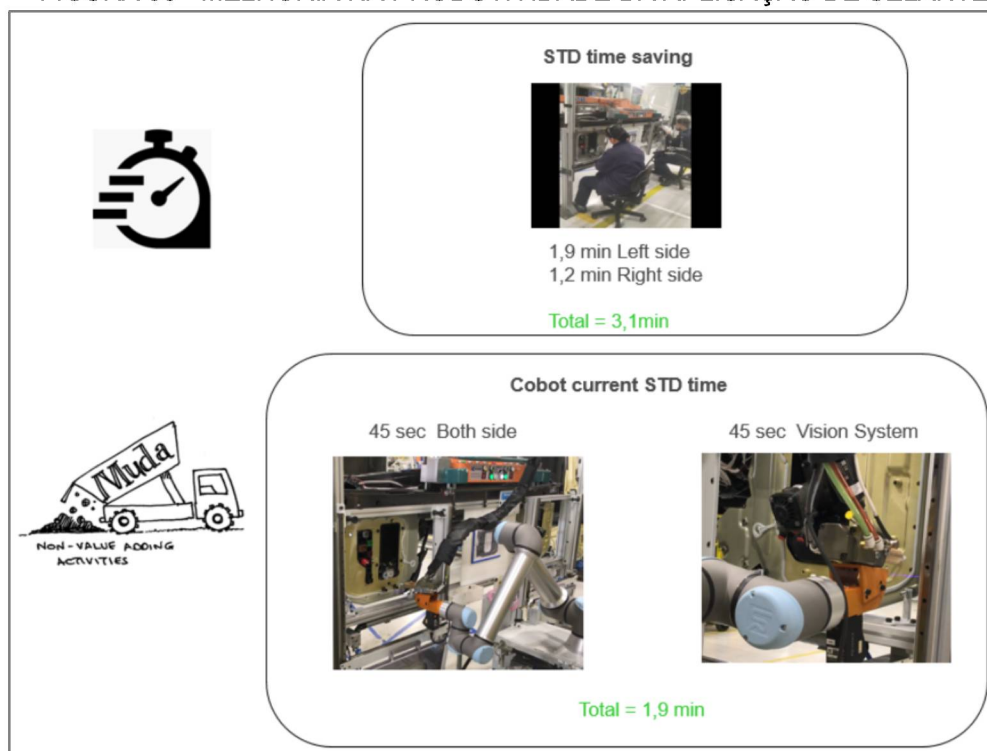 STD time saving
1,9 min Left side
1,2 min Right side
Total = 3,1min
Cobot current STD time
45 sec Both side
45 sec Vision System
Muda
NON-VALUE ADDING
ACTIVITIES
Total = 1,9 min